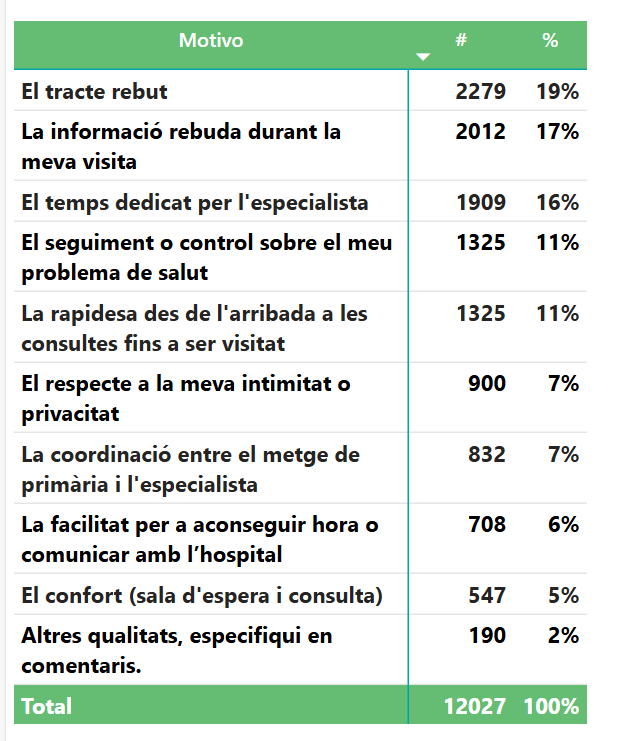 Motivo # %
El tracte rebut 2279 19%
La informació rebuda durant la 2012 17%
meva visita
El temps dedicat per l'especialista 1909 16%
El seguiment o control sobre el meu 1325 11%
problema de salut
La rapidesa des de l'arribada a les 1325 11%
consultes fins a ser visitat
El respecte a la meva intimitat o 900 7%
privacitat
La coordinació entre el metge de 832 7%
primària i l'especialista
La facilitat per a aconseguir hora o 708 6%
comunicar amb l’hospital
El confort (sala d'espera i consulta) 547 5%
Altres qualitats, especifiqui en 190 2%
comentaris.
Total 12027 100%